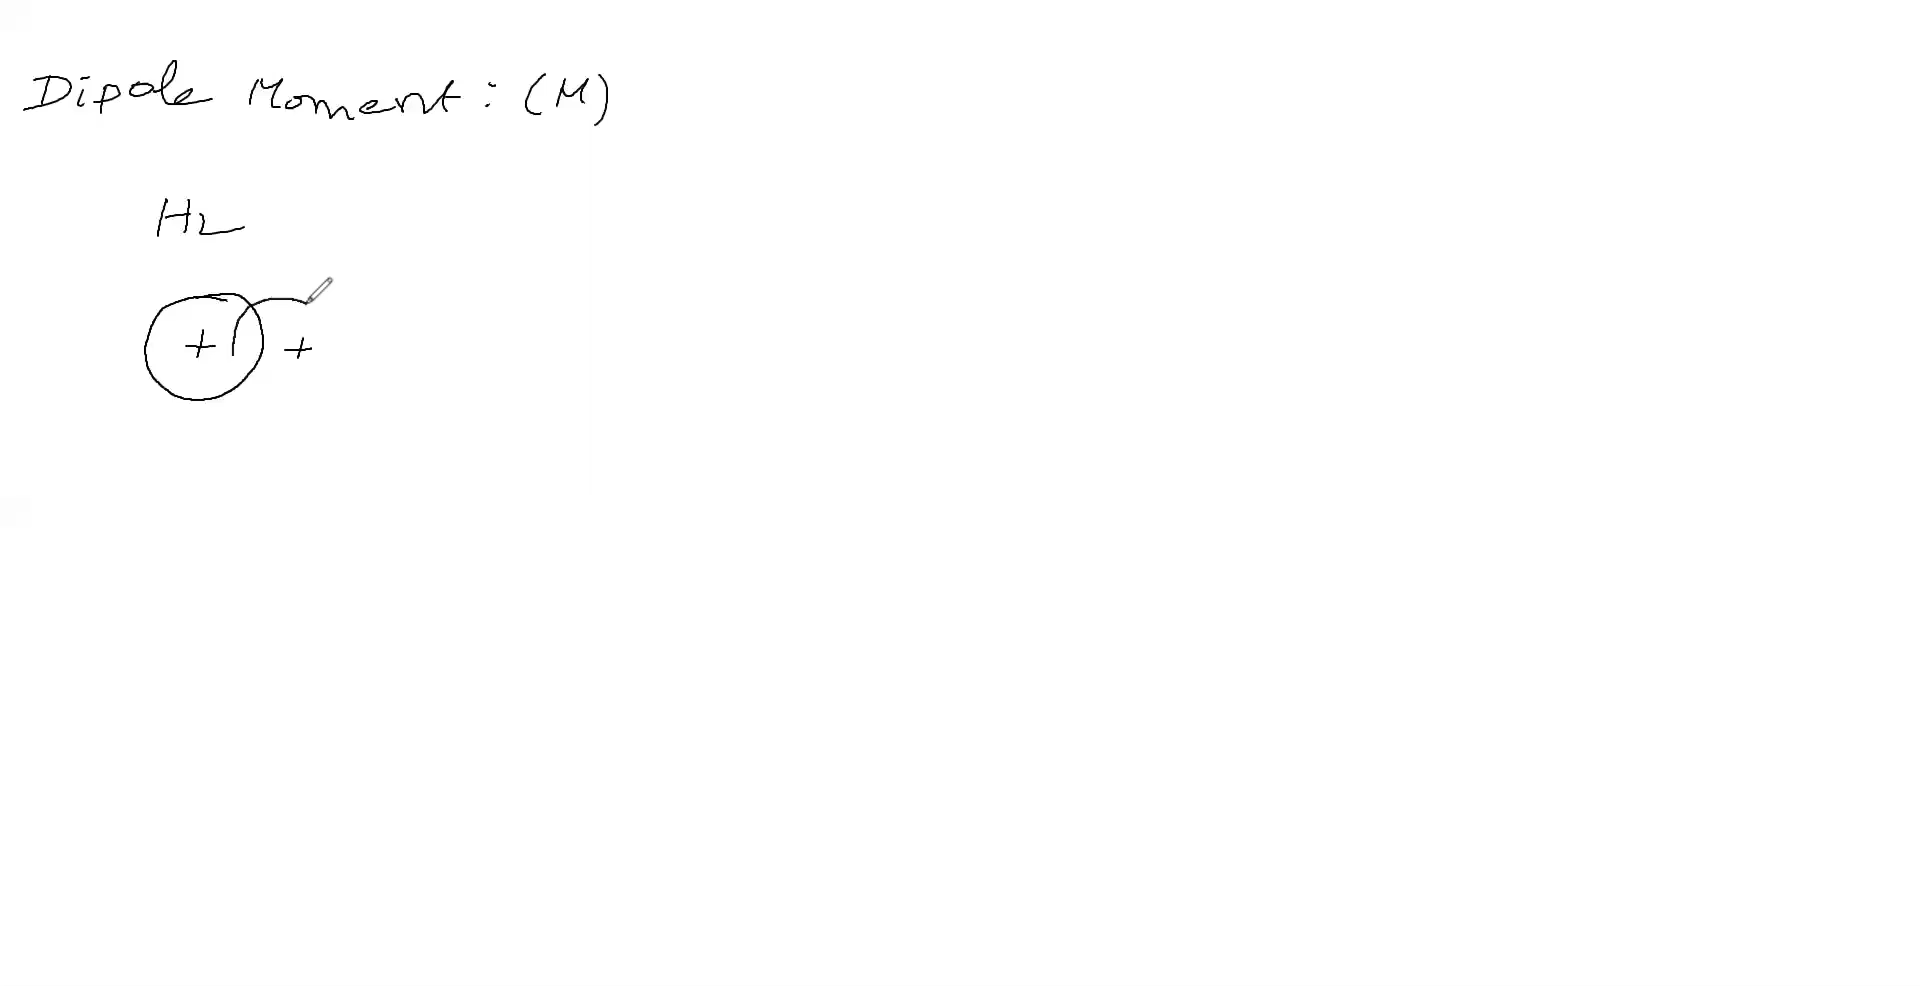 Dipole Moment : (M)
H2
+ +